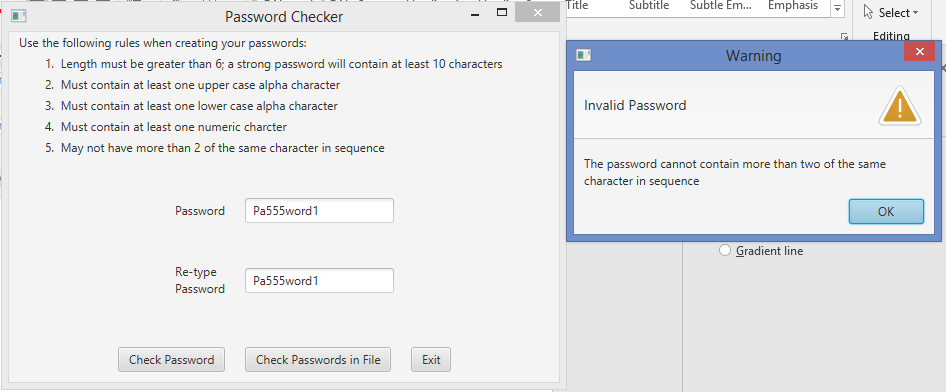 Password Checker
Use the following rules when creating your passwords:
1. Length must be greater than 6; a strong password will contain at least 10 characters
2. Must contain at least one upper case alpha character
3. Must contain at least one lower case alpha character
4. Must contain at least one numeric charcter
5. May not have more than 2 of the same character in sequence
Password
Pa555word1
Re-type
Password
Pa555word1
Check Password
Check Passwords in File
Exit
Title
Subtitle
Subtle Em...
Emphasis
Select
Editing
Warning
Invalid Password
The password cannot contain more than two of the same
character in sequence
OK
Gradient line